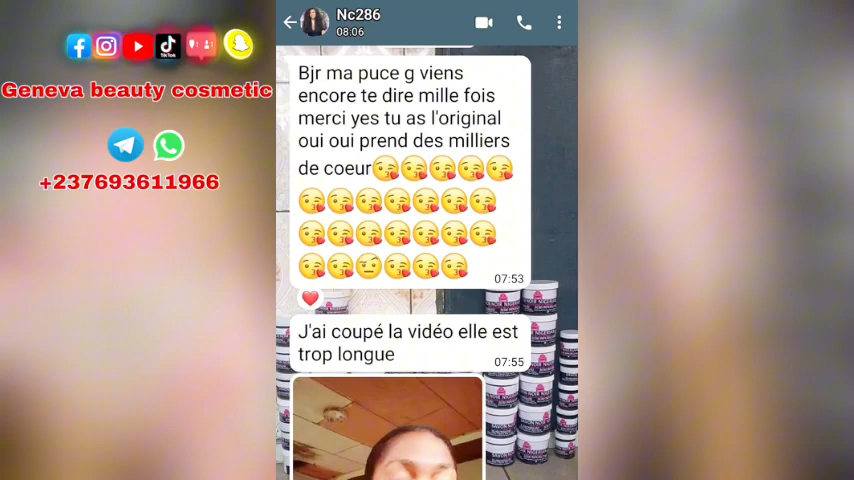 Nc286
08:06
TikTok
Geneva beauty cosmetic
+237693611966
Bjr ma puce g viens
encore te dire mille fois
merci yes tu as l'original
oui oui prend des milliers
de coeur😘😘😘😘😘
😘😘😘😘😘😘😘
😘😘😘😘😘😘😘
😘😘🤨😘😘😘
07:53
J'ai coupé la vidéo elle est
trop longue
07:55